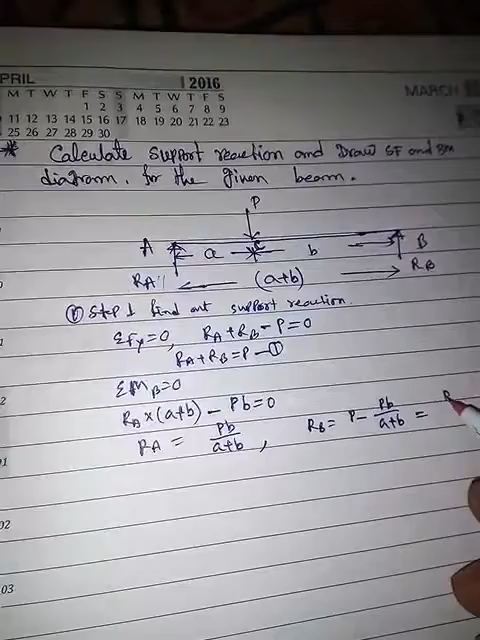 PRIL
2016
MARCH
M T W T F S S M T W T F S
1 2 3 4 5 6 7 8 9
11 12 13 14 15 16 17 18 19 20 21 22 23
25 26 27 28 29 30
* Calculate support reaction and Draw SF and BM
diagram. for the given beam.
P
A a c b B
RA (a+b) RB
① Step 1 find out support reaction.
ΣFy=0, RA+RB-P=0
RA+RB=P-①
ΣMB=0
RA×(a+b) - Pb=0
RA = Pb/a+b, RB= P- Pb/a+b =
01
02
03